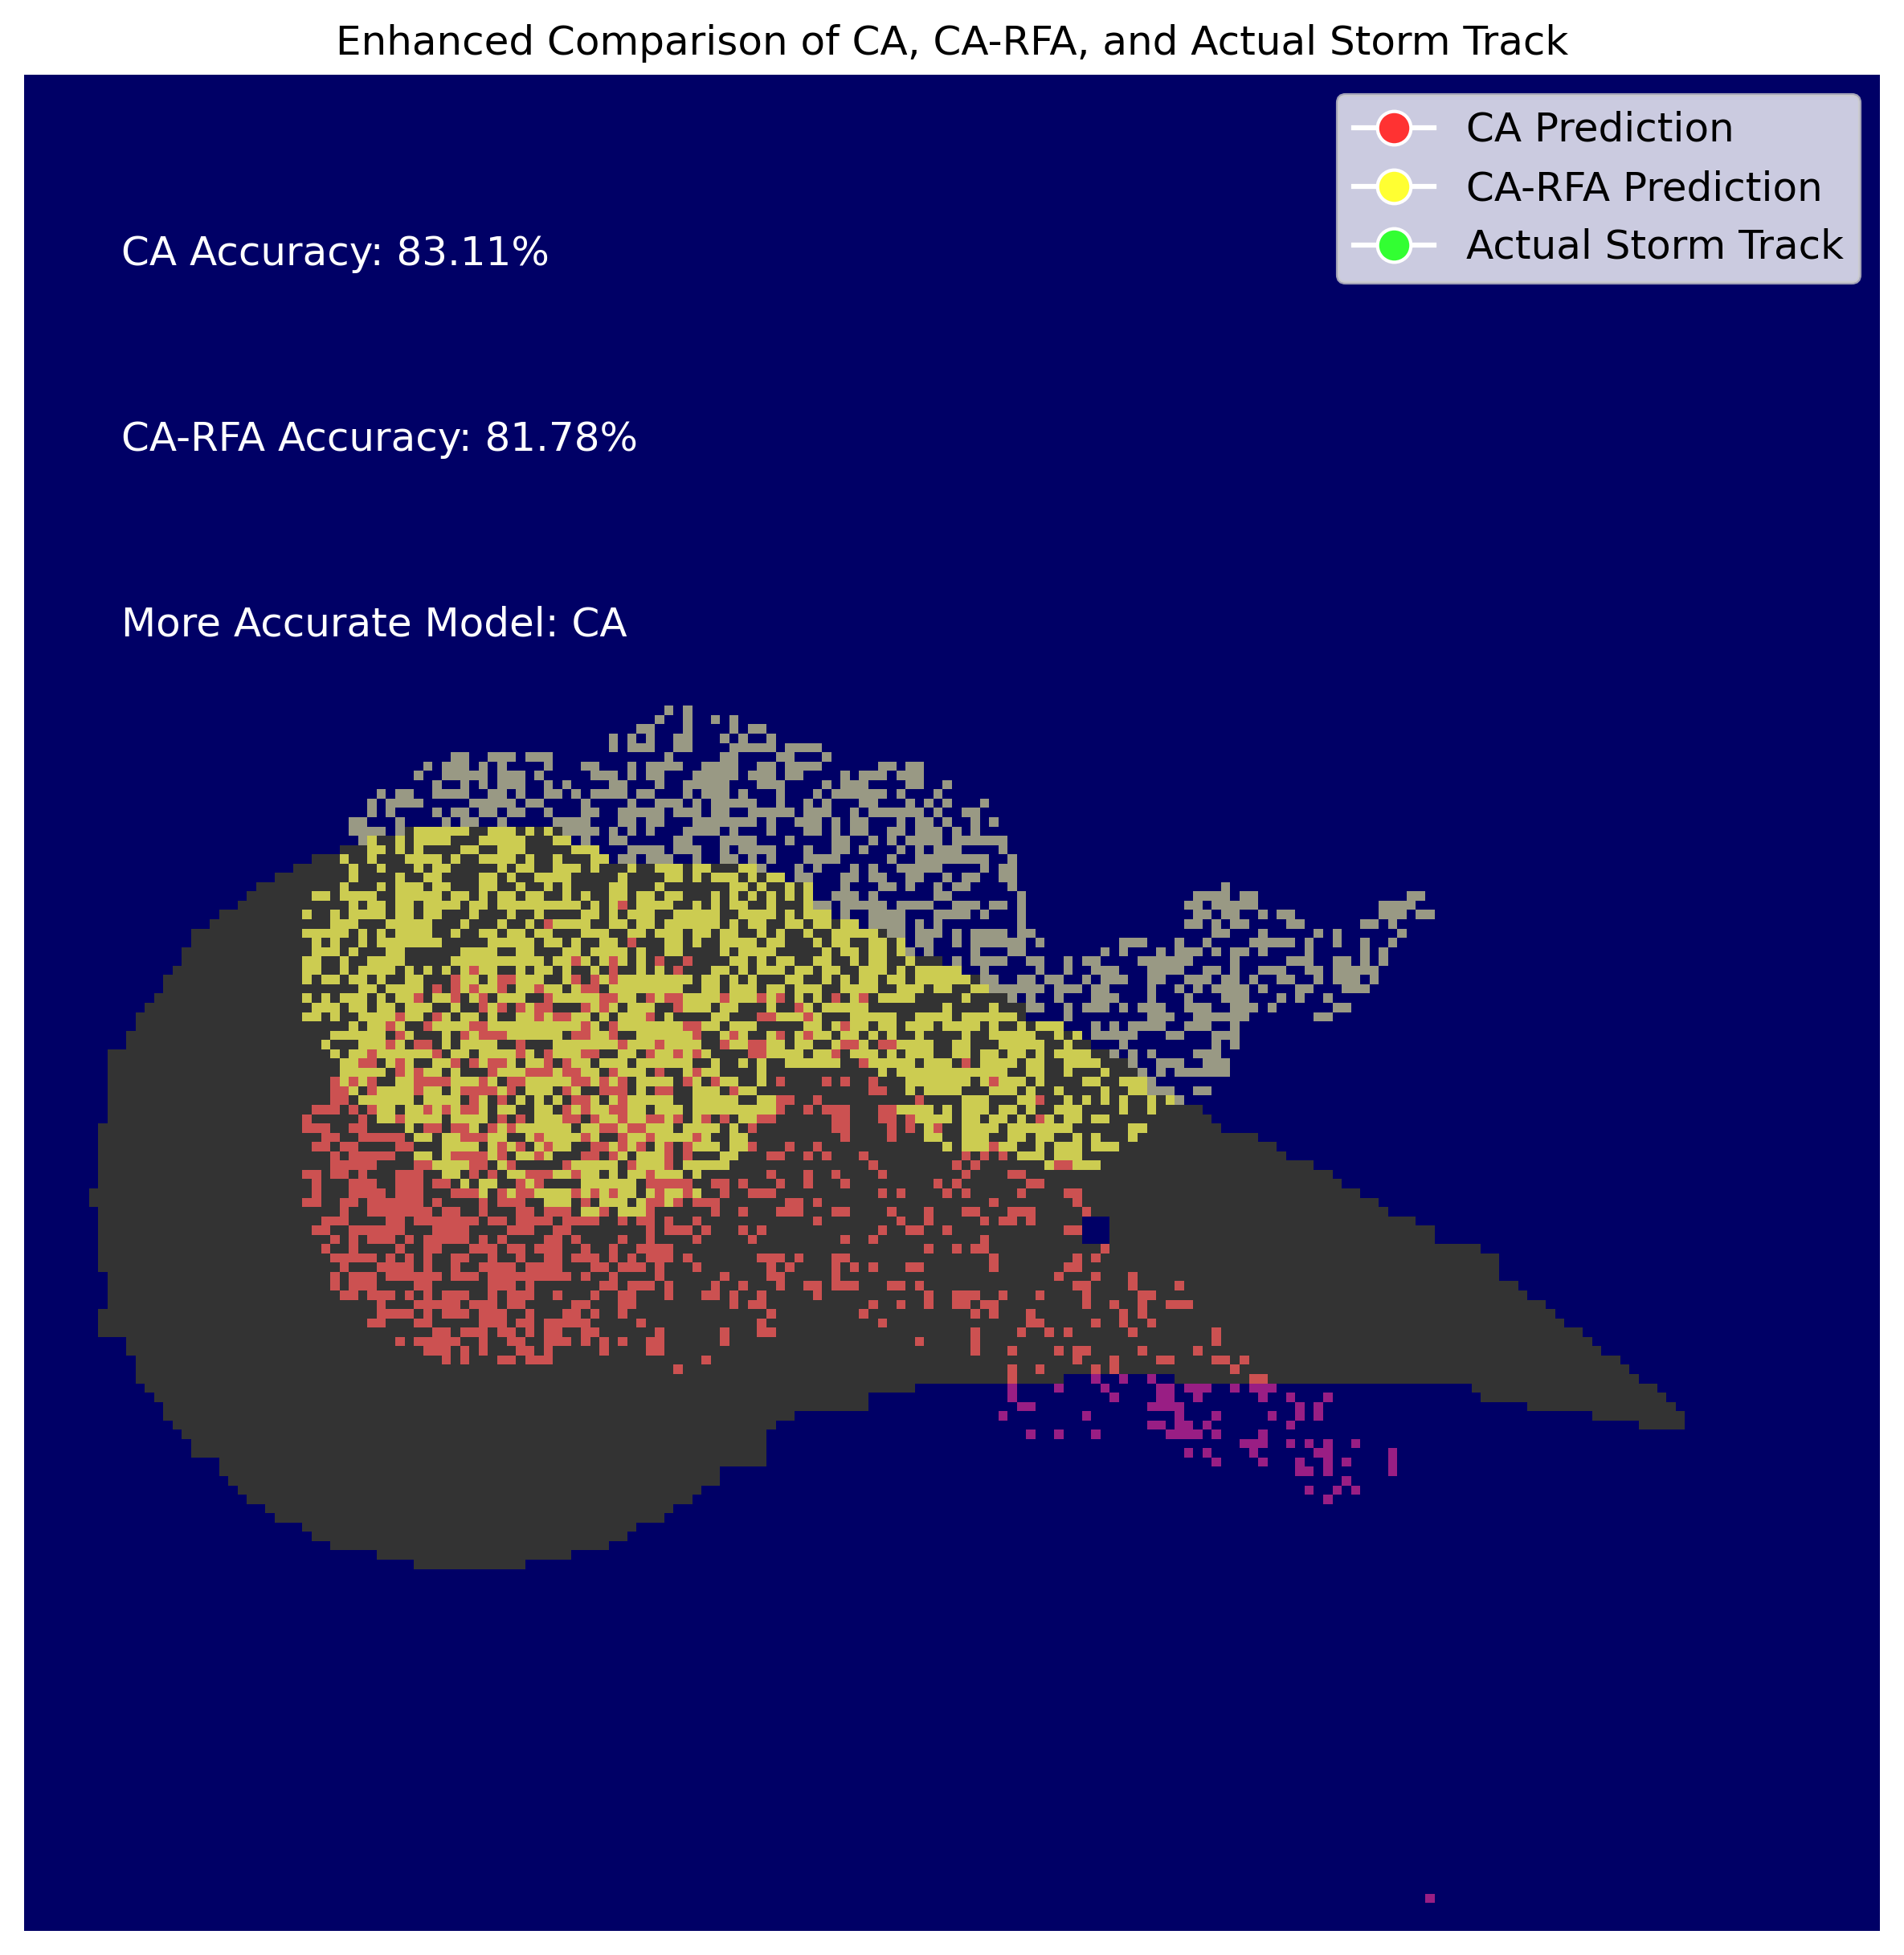 Enhanced Comparison of CA, CA-RFA, and Actual Storm Track
CA Prediction
CA-RFA Prediction
Actual Storm Track
CA Accuracy: 83.11%
CA-RFA Accuracy: 81.78%
More Accurate Model: CA